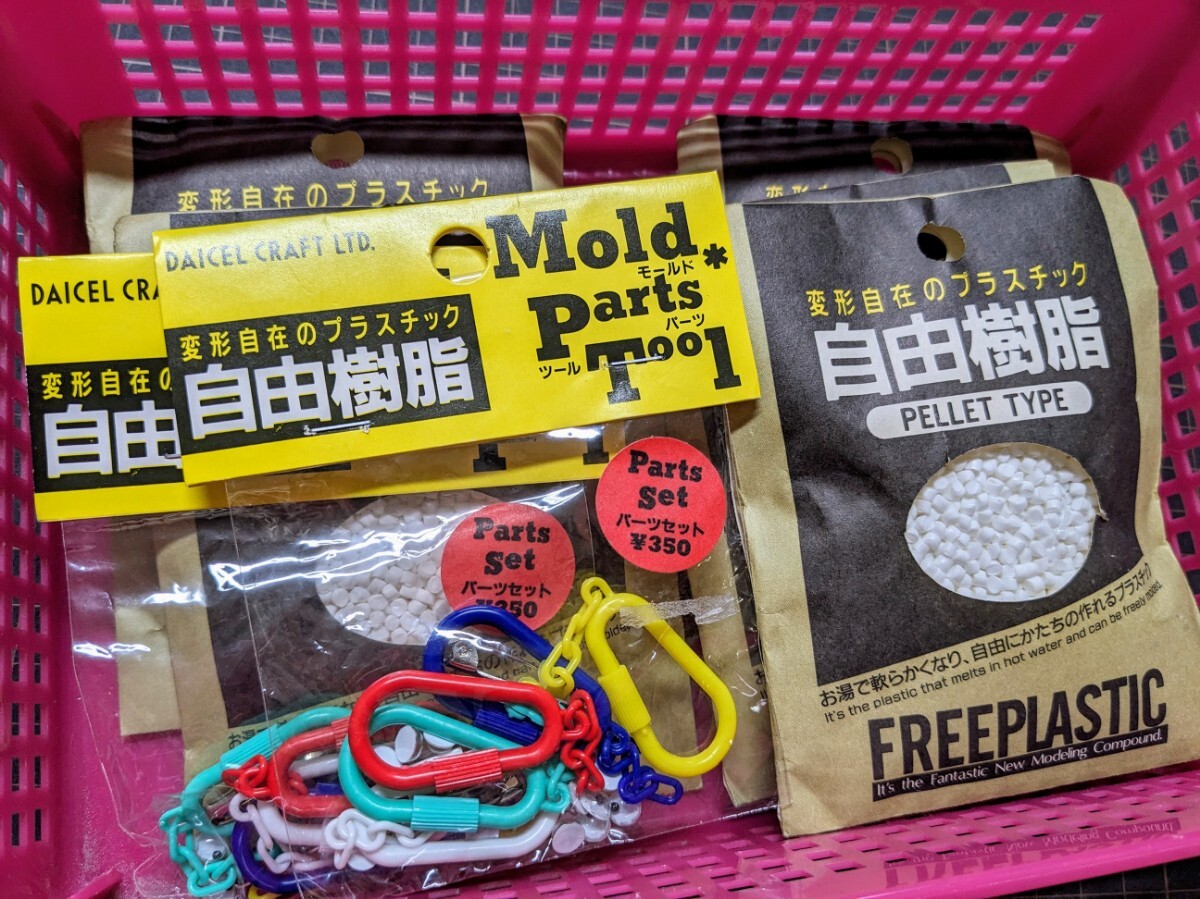 変形自在のプラスチック
変形
DAICEL CRA
変形自在の
自由
DAICEL CRAFT LTD.
変形自在のプラスチック
自由樹脂
Mold*
モールド
Parts
パーツ
ツール
Tool
Parts
Set
パーツセット
¥350
Parts
Set
パーツセット
¥350
変形自在のプラスチック
自由樹脂
PELLET TYPE
お湯で軟らかくなり、自由にかたちの作れるプラスチック
It's the plastic that melts in hot water and can be freely molded.
FREEPLASTIC
It's the Fantastic New Modeling Compound.